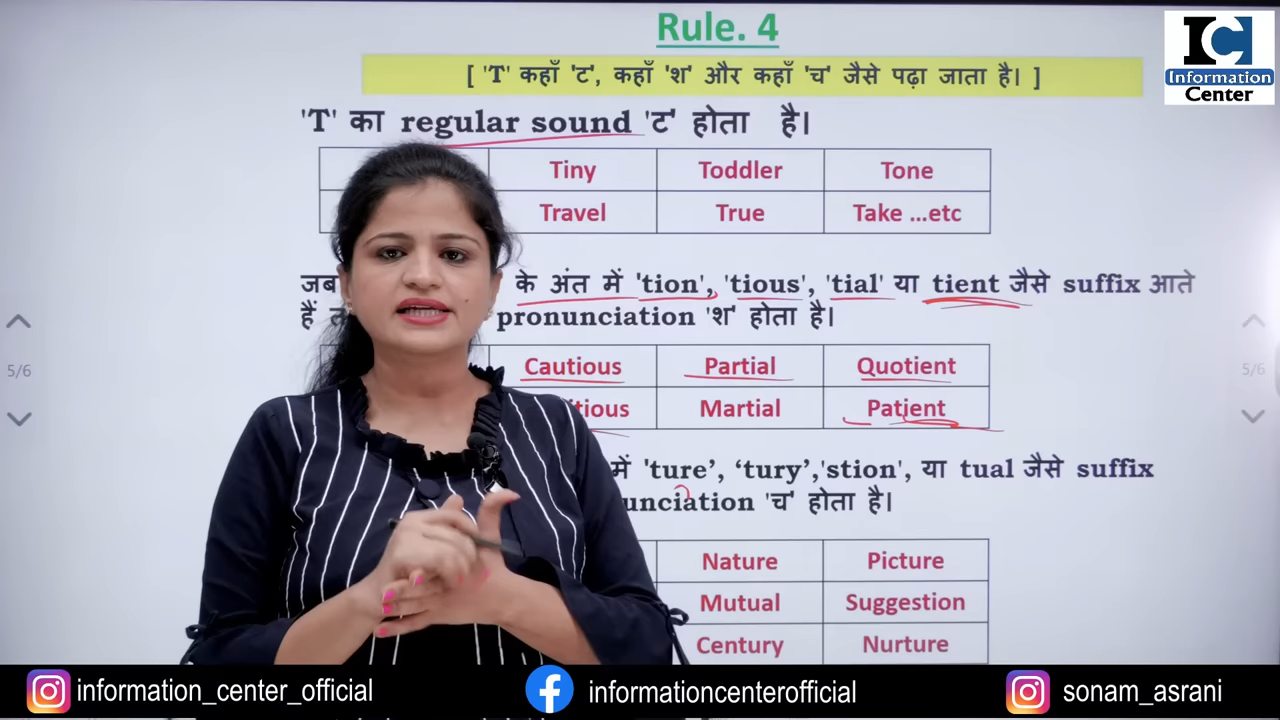 Rule. 4
IC
Information
Center
[ 'T' कहाँ 'ट', कहाँ 'श' और कहाँ 'च' जैसे पढ़ा जाता है। ]
'T' का regular sound 'ट' होता है।
Tiny Toddler Tone
Travel True Take ...etc
जब के अंत में 'tion', 'tious', 'tial' या tient जैसे suffix आते
हैं pronunciation 'श' होता है।
5/6 5/6
Cautious Partial Quotient
tious Martial Patient
में 'ture’, ‘tury’,'stion', या tual जैसे suffix
unciation 'च' होता है।
Nature Picture
Mutual Suggestion
Century Nurture
information_center_official informationcenterofficial sonam_asrani